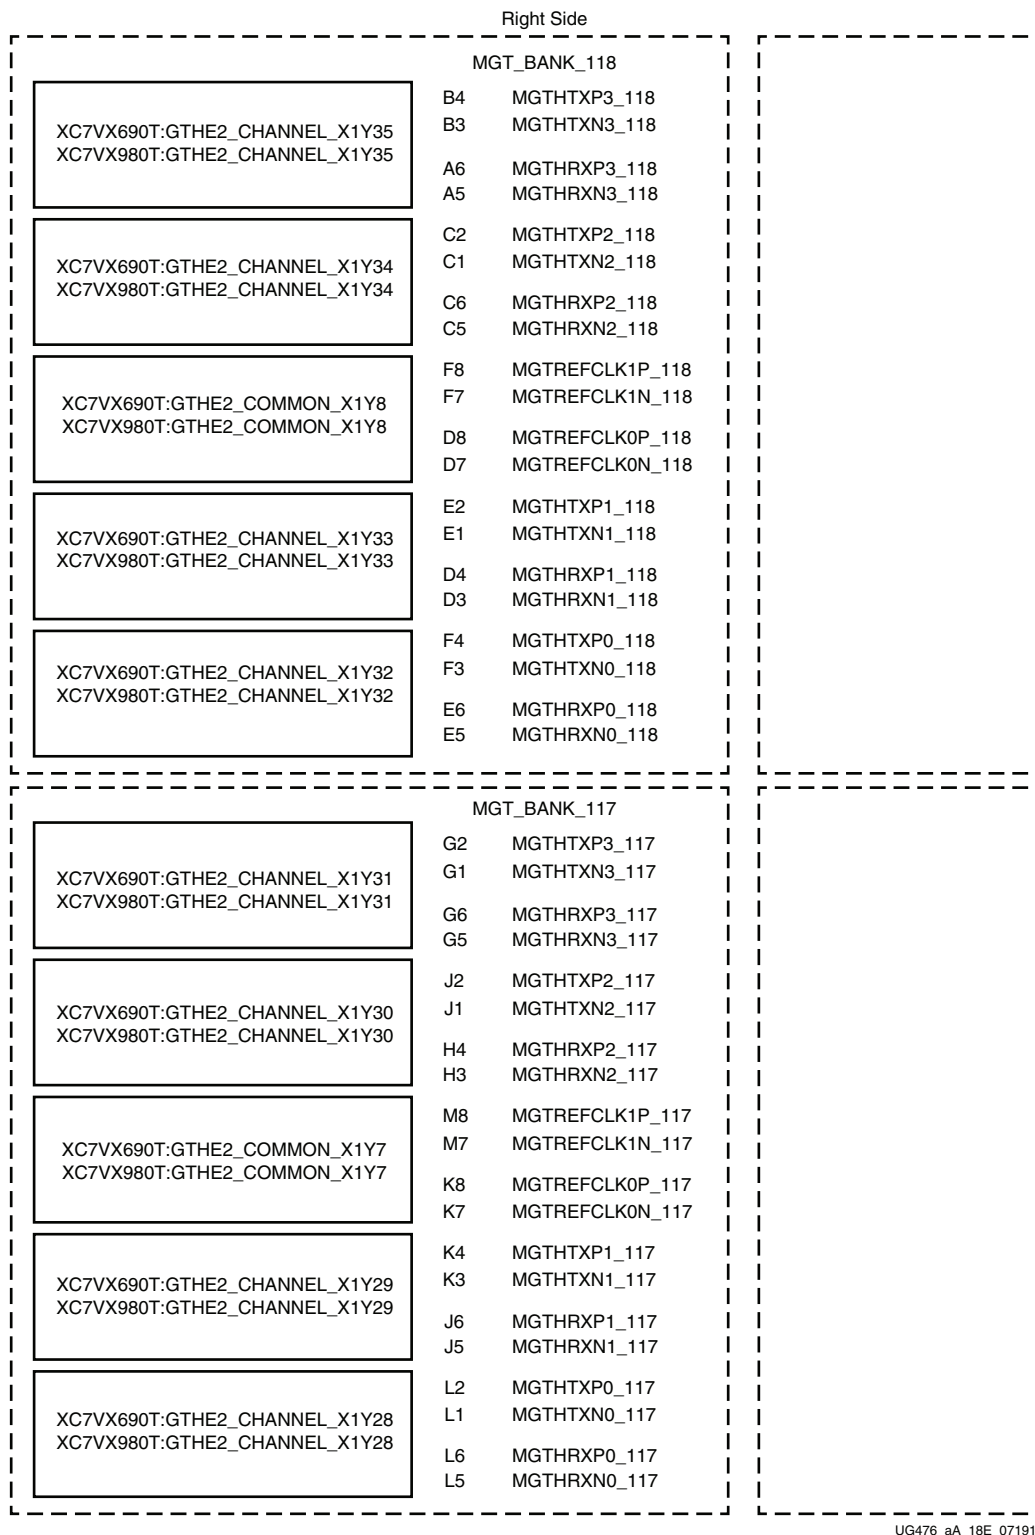 Right Side
MGT_BANK_118
B4 MGTHTXP3_118
B3 MGTHTXN3_118
XC7VX690T:GTHE2_CHANNEL_X1Y35
XC7VX980T:GTHE2_CHANNEL_X1Y35
A6 MGTHRXP3_118
A5 MGTHRXN3_118
C2 MGTHTXP2_118
C1 MGTHTXN2_118
XC7VX690T:GTHE2_CHANNEL_X1Y34
XC7VX980T:GTHE2_CHANNEL_X1Y34
C6 MGTHRXP2_118
C5 MGTHRXN2_118
F8 MGTREFCLK1P_118
F7 MGTREFCLK1N_118
XC7VX690T:GTHE2_COMMON_X1Y8
XC7VX980T:GTHE2_COMMON_X1Y8
D8 MGTREFCLK0P_118
D7 MGTREFCLK0N_118
E2 MGTHTXP1_118
E1 MGTHTXN1_118
XC7VX690T:GTHE2_CHANNEL_X1Y33
XC7VX980T:GTHE2_CHANNEL_X1Y33
D4 MGTHRXP1_118
D3 MGTHRXN1_118
F4 MGTHTXP0_118
F3 MGTHTXN0_118
XC7VX690T:GTHE2_CHANNEL_X1Y32
XC7VX980T:GTHE2_CHANNEL_X1Y32
E6 MGTHRXP0_118
E5 MGTHRXN0_118
MGT_BANK_117
G2 MGTHTXP3_117
G1 MGTHTXN3_117
XC7VX690T:GTHE2_CHANNEL_X1Y31
XC7VX980T:GTHE2_CHANNEL_X1Y31
G6 MGTHRXP3_117
G5 MGTHRXN3_117
J2 MGTHTXP2_117
J1 MGTHTXN2_117
XC7VX690T:GTHE2_CHANNEL_X1Y30
XC7VX980T:GTHE2_CHANNEL_X1Y30
H4 MGTHRXP2_117
H3 MGTHRXN2_117
M8 MGTREFCLK1P_117
M7 MGTREFCLK1N_117
XC7VX690T:GTHE2_COMMON_X1Y7
XC7VX980T:GTHE2_COMMON_X1Y7
K8 MGTREFCLK0P_117
K7 MGTREFCLK0N_117
K4 MGTHTXP1_117
K3 MGTHTXN1_117
XC7VX690T:GTHE2_CHANNEL_X1Y29
XC7VX980T:GTHE2_CHANNEL_X1Y29
J6 MGTHRXP1_117
J5 MGTHRXN1_117
L2 MGTHTXP0_117
L1 MGTHTXN0_117
XC7VX690T:GTHE2_CHANNEL_X1Y28
XC7VX980T:GTHE2_CHANNEL_X1Y28
L6 MGTHRXP0_117
L5 MGTHRXN0_117
UG476_aA_18E_07191